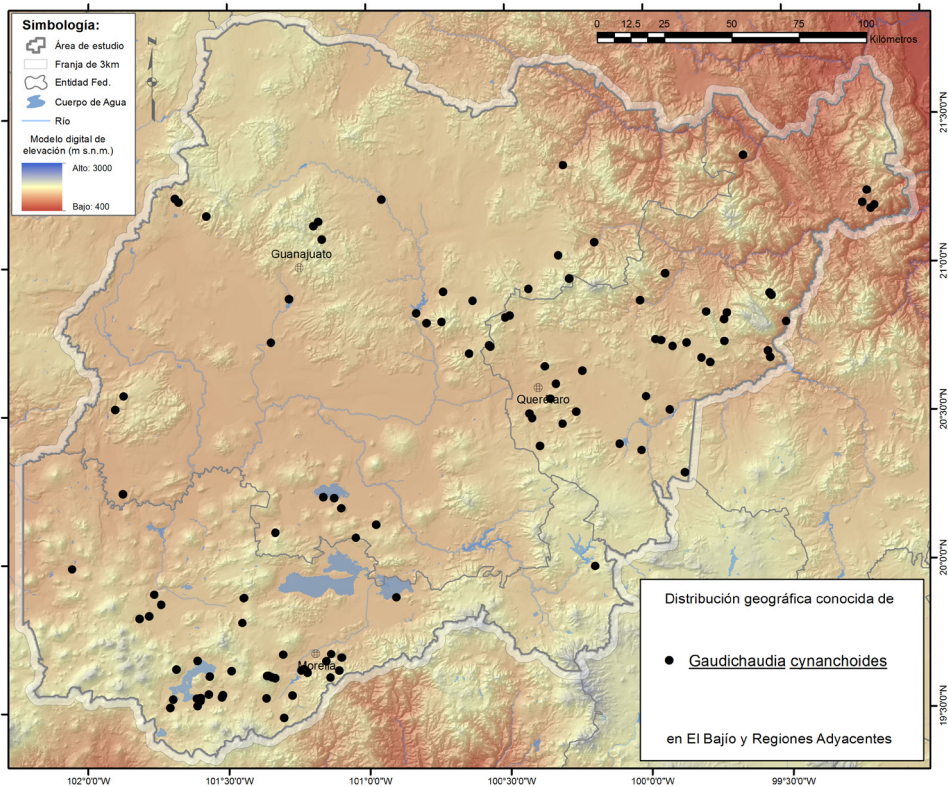 Simbología:
Área de estudio
Franja de 3km
Entidad Fed.
Cuerpo de Agua
Río
Modelo digital de
elevación (m s.n.m.)
Alto: 3000
Bajo: 400
N
0 12.5 25 50 75 100
Kilómetros
21°30'0"N
21°0'0"N
20°30'0"N
20°0'0"N
19°30'0"N
Guanajuato
Querétaro
Morelia
Distribución geográfica conocida de
Gaudichaudia cynanchoides
en El Bajío y Regiones Adyacentes
102°0'0"W 101°30'0"W 101°0'0"W 100°30'0"W 100°0'0"W 99°30'0"W